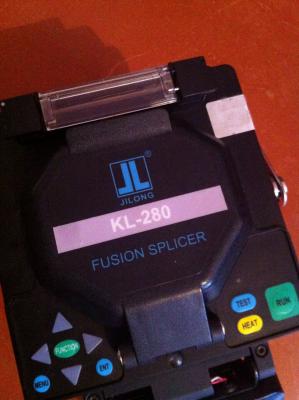 JL
JILONG
KL-280
FUSION SPLICER
TEST
RUN
HEAT
FUNCTION
ENT
MENU